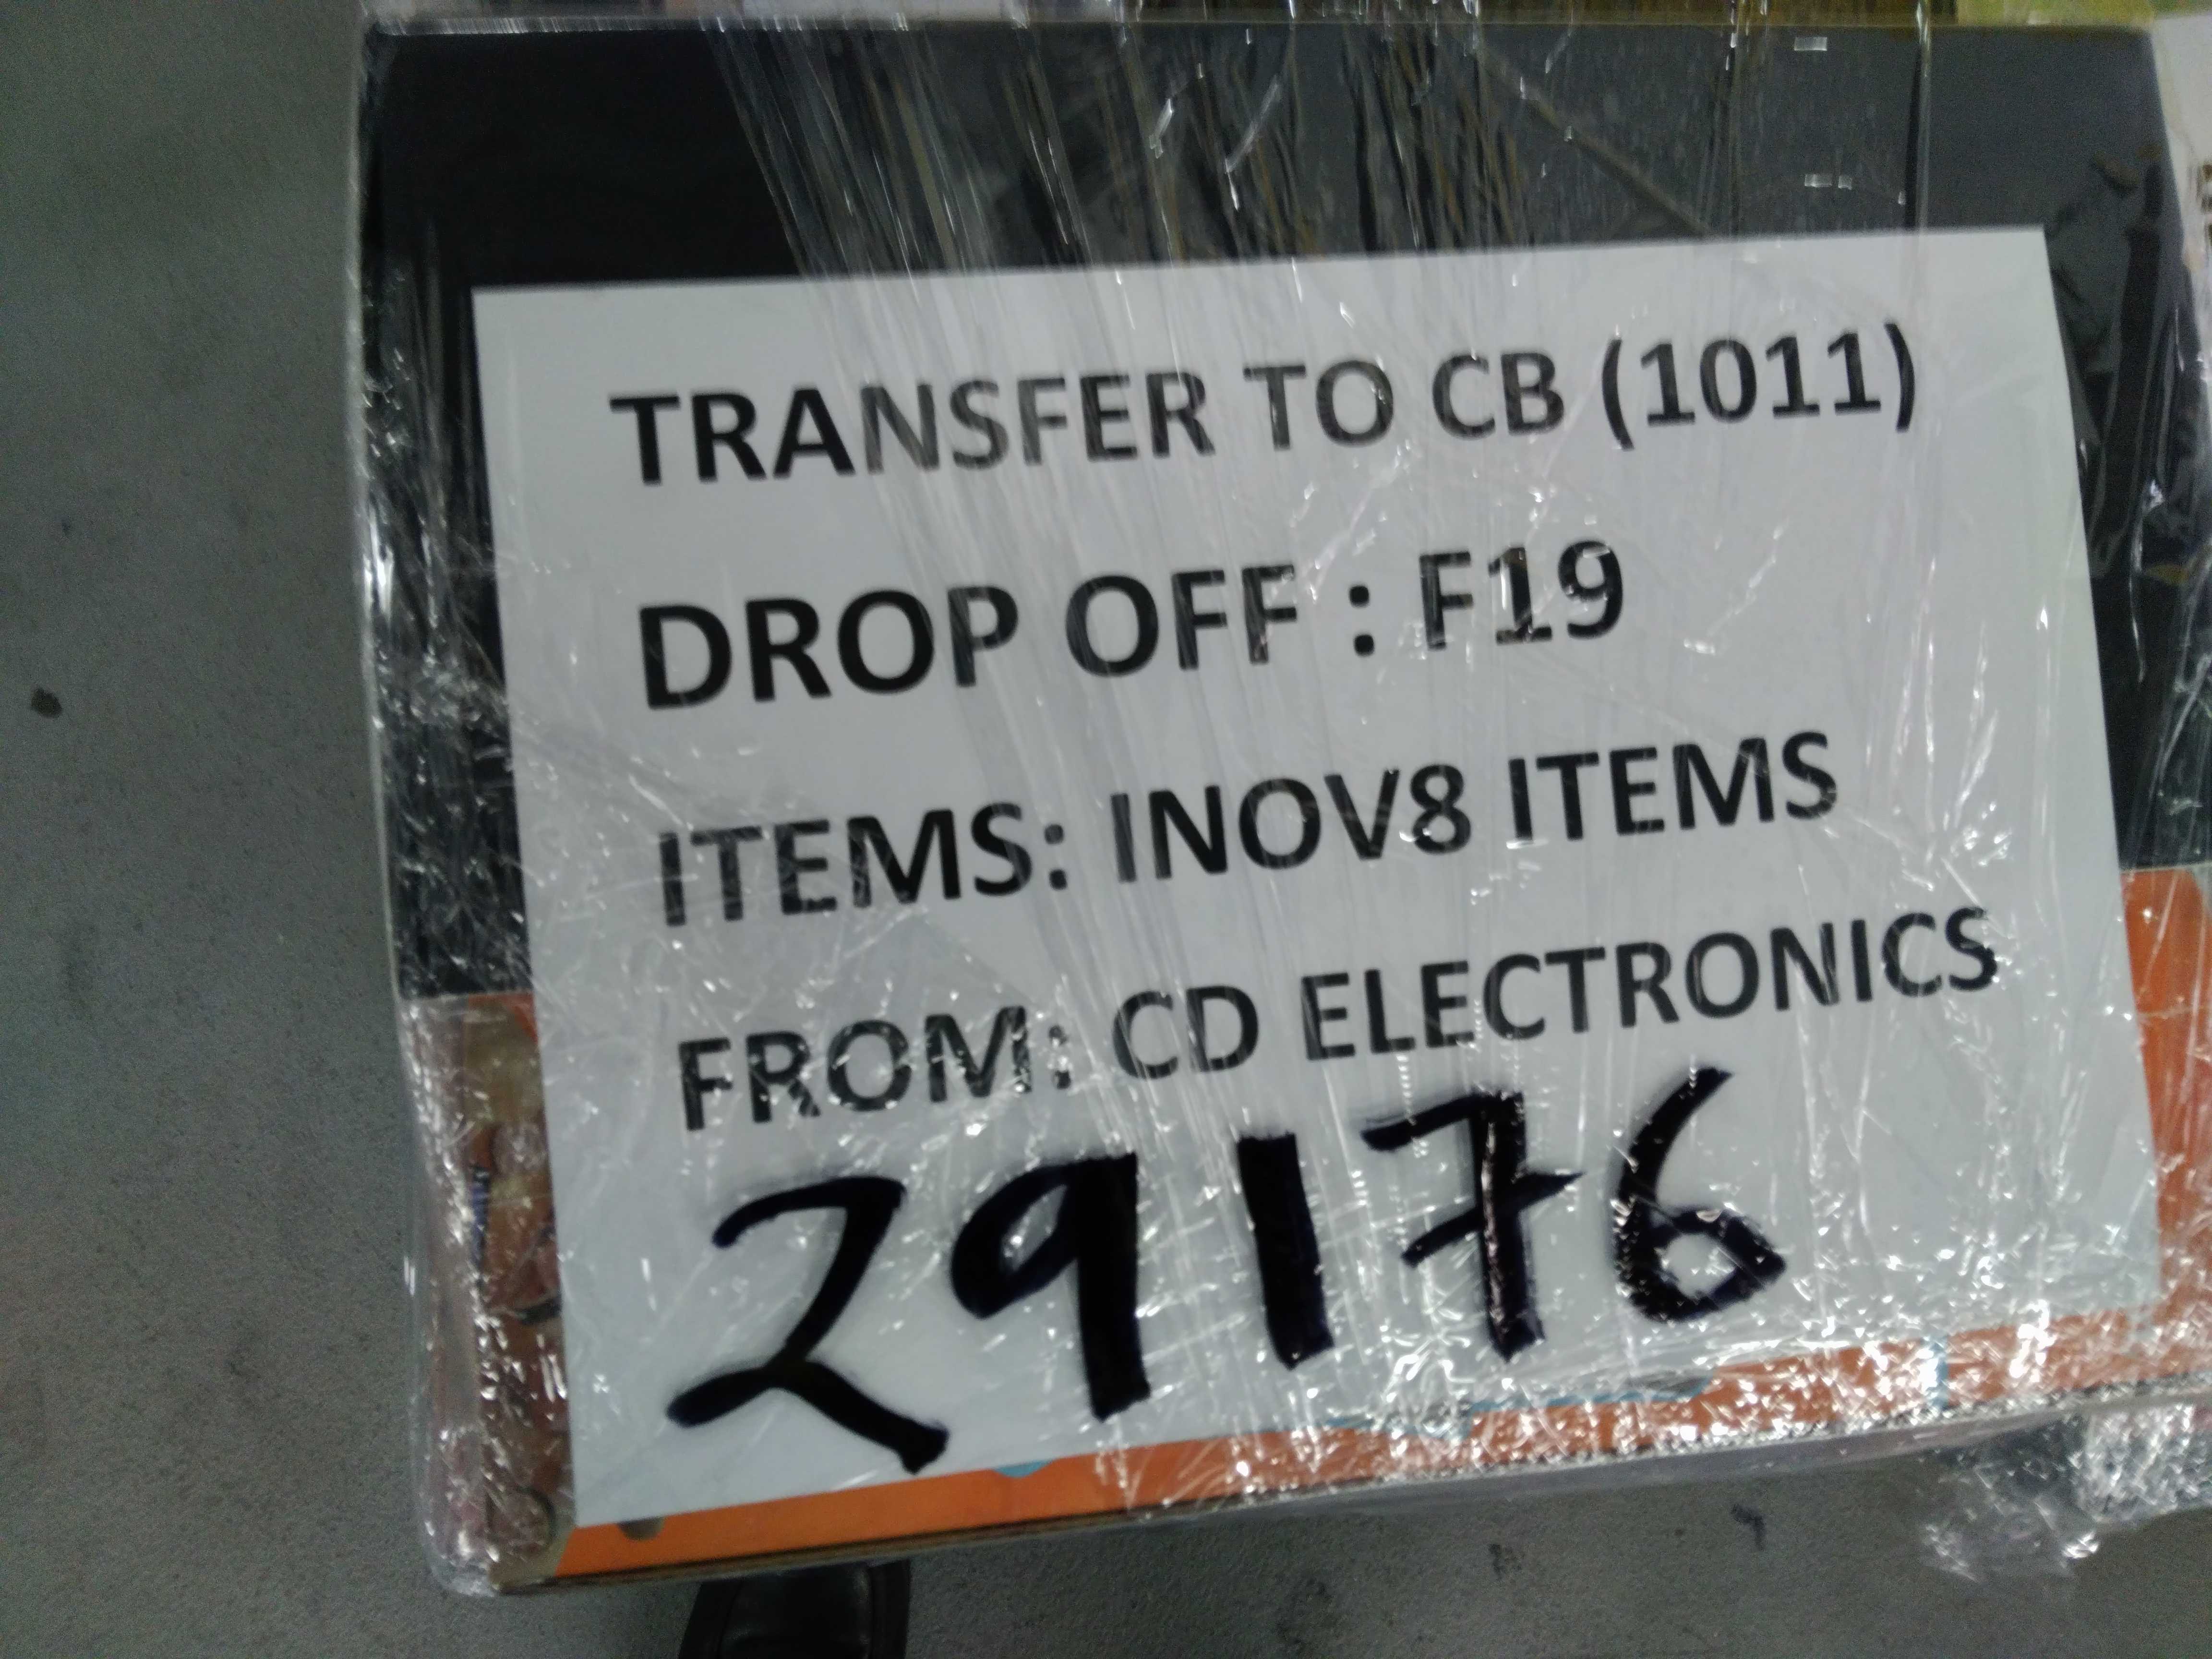 TRANSFER TO CB (1011)
DROP OFF : F19
ITEMS: INOV8 ITEMS
FROM: CD ELECTRONICS
29176